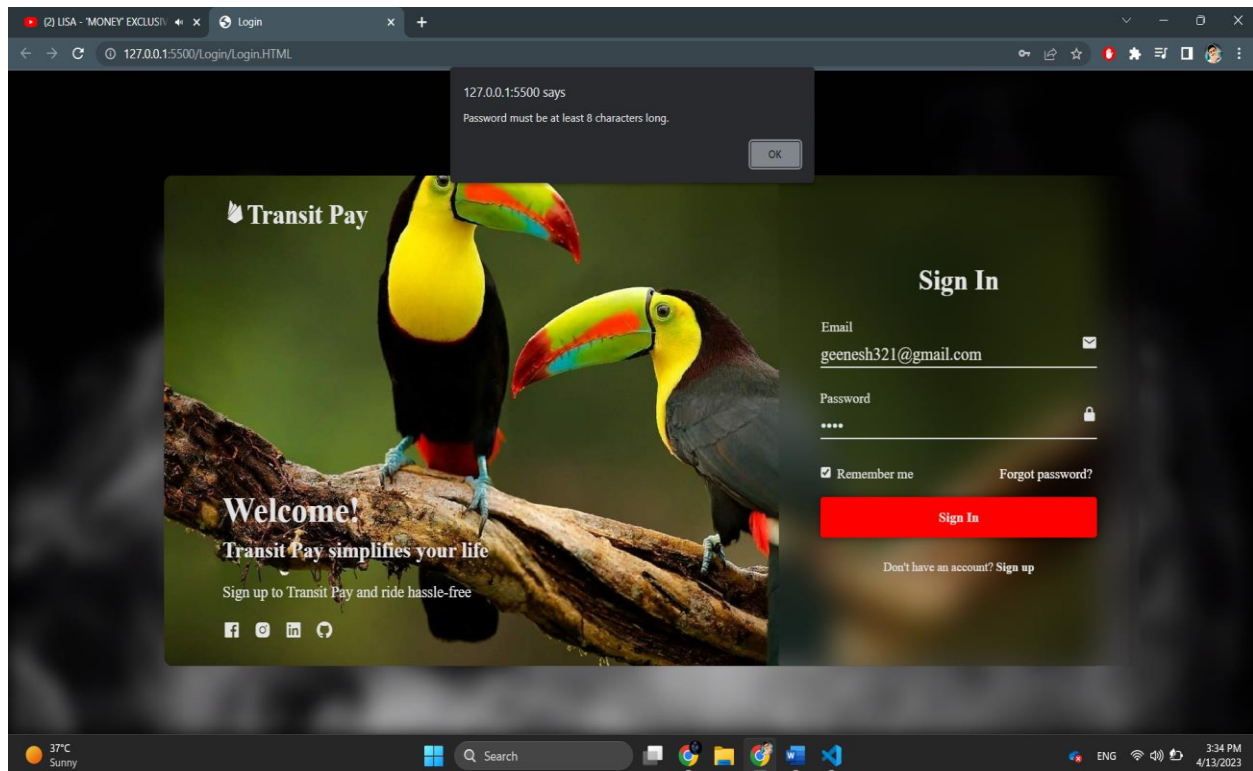 (2) LISA - 'MONEY' EXCLUSIV
Login
127.0.0.1:5500/Login/Login.HTML
127.0.0.1:5500 says
Password must be at least 8 characters long.
OK
Transit Pay
Welcome!
Transit Pay simplifies your life
Sign up to Transit Pay and ride hassle-free
Sign In
Email
geenesh321@gmail.com
Password
Remember me
Forgot password?
Sign In
Don't have an account? Sign up
37°C
Sunny
Search
ENG
3:34 PM
4/13/2023